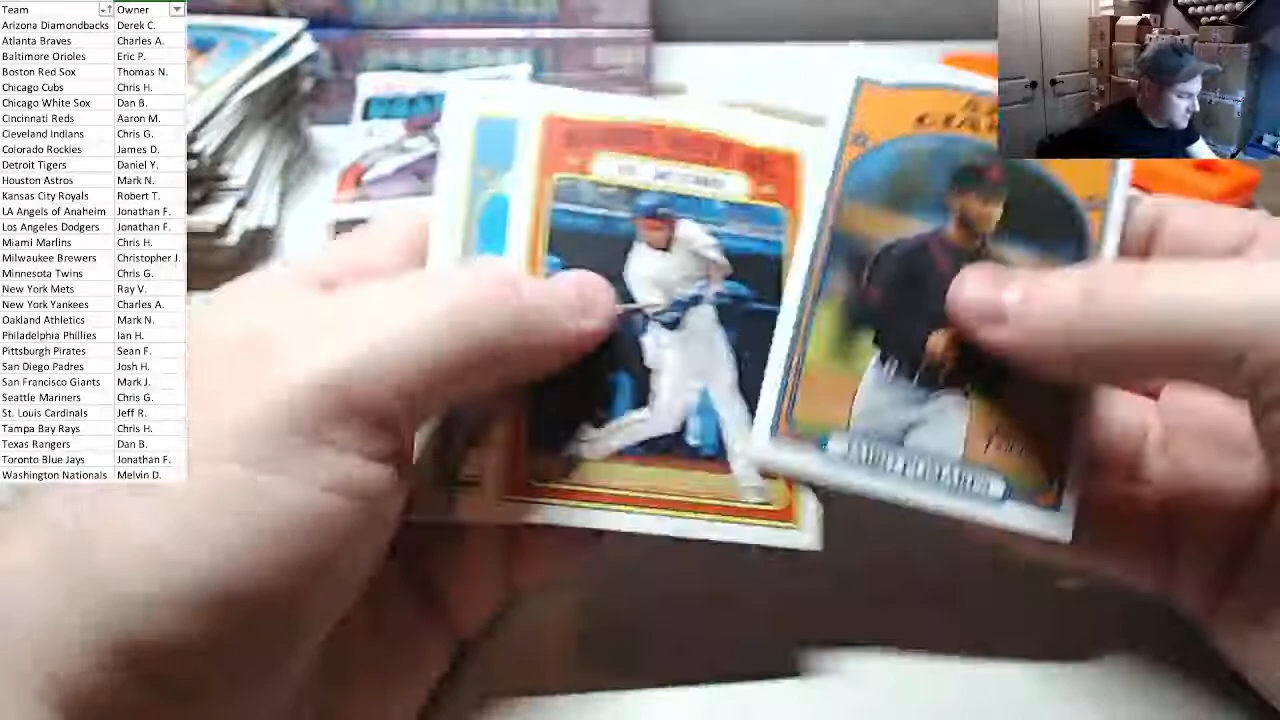 Team Owner
Arizona Diamondbacks Derek C.
Atlanta Braves Charles A.
Baltimore Orioles Eric P.
Boston Red Sox Thomas N.
Chicago Cubs Chris H.
Chicago White Sox Dan B.
Cincinnati Reds Aaron M.
Cleveland Indians Chris G.
Colorado Rockies James D.
Detroit Tigers Daniel Y.
Houston Astros Mark N.
Kansas City Royals Robert T.
LA Angels of Anaheim Jonathan F.
Los Angeles Dodgers Jonathan F.
Miami Marlins Chris H.
Milwaukee Brewers Christopher J.
Minnesota Twins Chris G.
New York Mets Ray V.
New York Yankees Charles A.
Oakland Athletics Mark N.
Philadelphia Phillies Ian H.
Pittsburgh Pirates Sean F.
San Diego Padres Josh H.
San Francisco Giants Mark J.
Seattle Mariners Chris G.
St. Louis Cardinals Jeff R.
Tampa Bay Rays Chris H.
Texas Rangers Dan B.
Toronto Blue Jays Jonathan F.
Washington Nationals Melvin D.